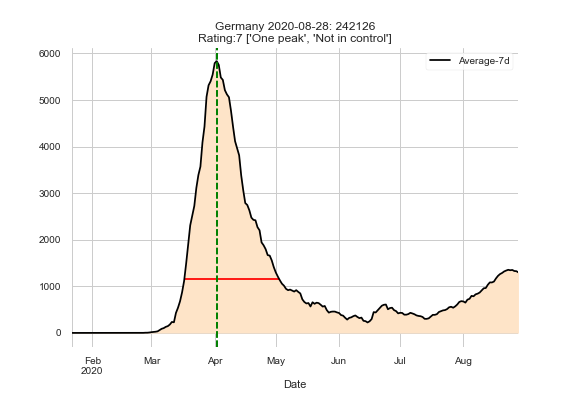 Germany 2020-08-28: 242126
Rating:7 ['One peak', 'Not in control']
Average-7d
6000
5000
4000
3000
2000
1000
0
Feb Mar Apr May Jun Jul Aug
2020
Date